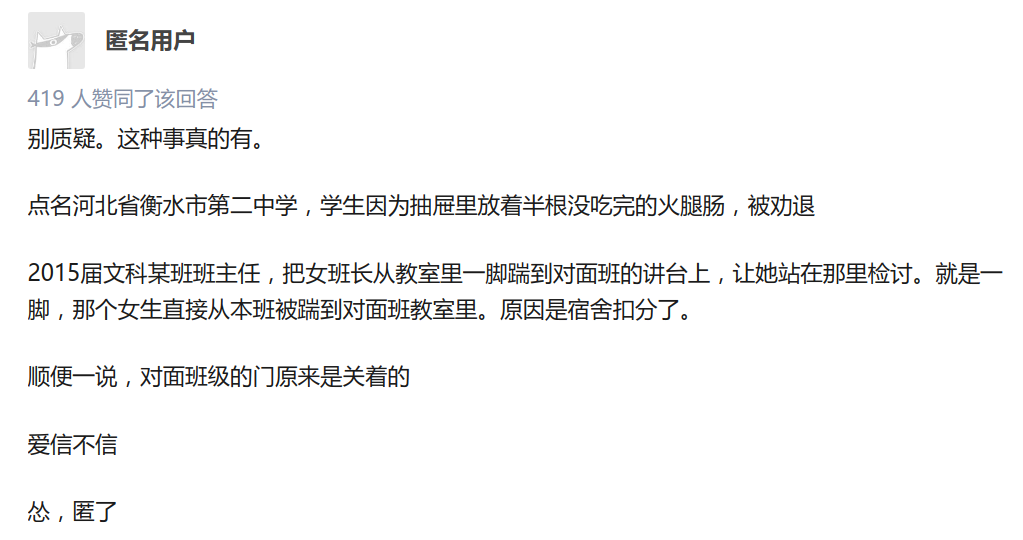 匿名用户
419 人赞同了该回答
别质疑。这种事真的有。
点名河北省衡水市第二中学，学生因为抽屉里放着半根没吃完的火腿肠，被劝退
2015届文科某班班主任，把女班长从教室里一脚踹到对面班的讲台上，让她站在那里检讨。就是一
脚，那个女生直接从本班被踹到对面班教室里。原因是宿舍扣分了。
顺便一说，对面班级的门原来是关着的
爱信不信
怂，匿了